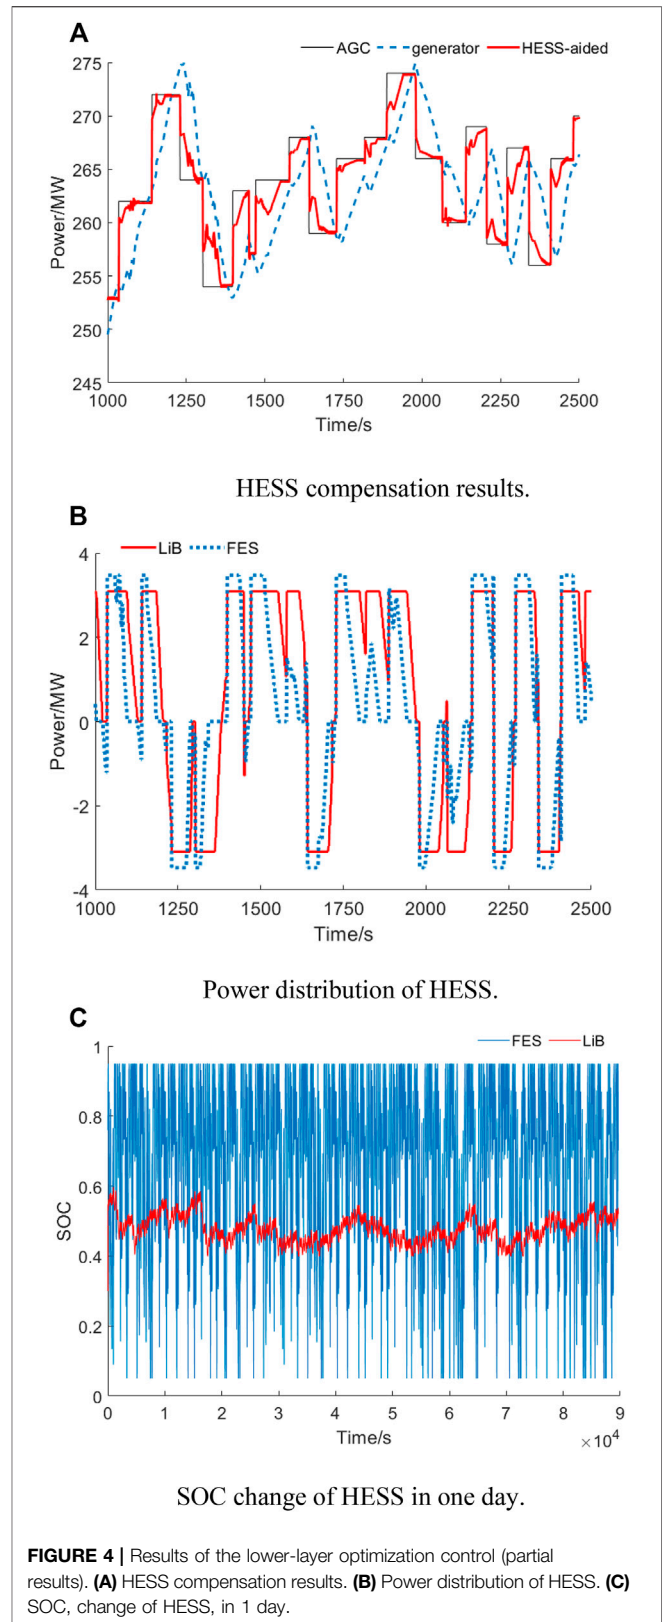 A
AGC generator HESS-aided
275
270
265
260
255
250
245
Power/MW
1000 1250 1500 1750 2000 2250 2500
Time/s
HESS compensation results.
B
LiB FES
4
2
0
-2
-4
Power/MW
1000 1250 1500 1750 2000 2250 2500
Time/s
Power distribution of HESS.
C
FES LiB
1
0.8
0.6
0.4
0.2
0
SOC
0 1 2 3 4 5 6 7 8 9
Time/s
×10⁴
SOC change of HESS in one day.
FIGURE 4 | Results of the lower-layer optimization control (partial
results). (A) HESS compensation results. (B) Power distribution of HESS. (C)
SOC, change of HESS, in 1 day.